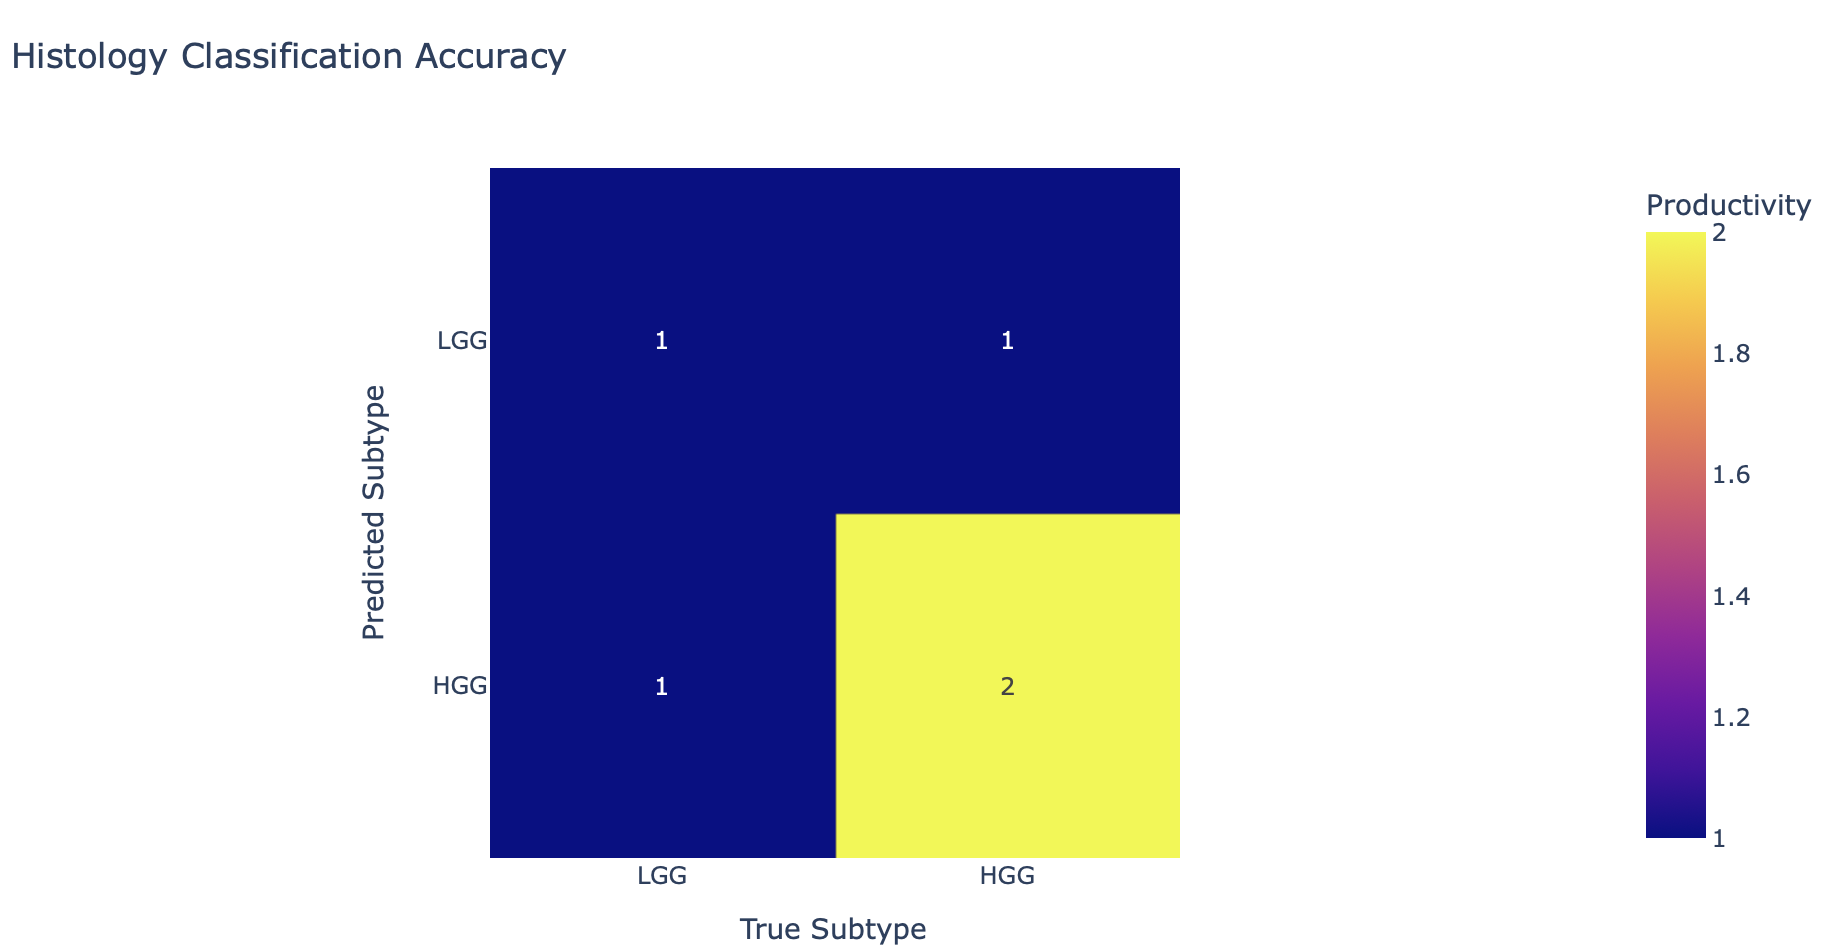 Histology Classification Accuracy
Productivity
2
1.8
1.6
1.4
1.2
1
Predicted Subtype
LGG
1
1
HGG
1
2
LGG
HGG
True Subtype